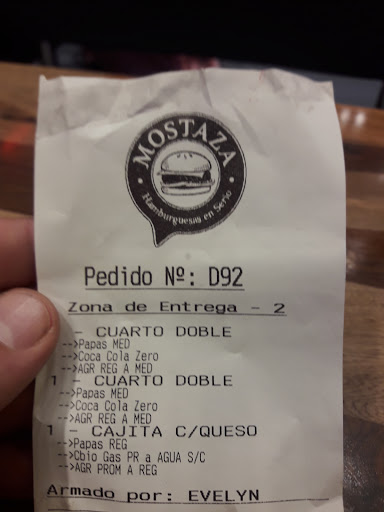 MOSTAZA
Hamburguesas en Serio
Pedido Nº: D92
Zona de Entrega - 2
- CUARTO DOBLE
-->Papas MED
-->Coca Cola Zero
-->AGR REG A MED
1 - CUARTO DOBLE
-->Papas MED
-->Coca Cola Zero
-->AGR REG A MED
1 - CAJITA C/QUESO
-->Papas REG
-->Cbio Gas PR a AGUA S/C
-->AGR PROM A REG
Armado por: EVELYN